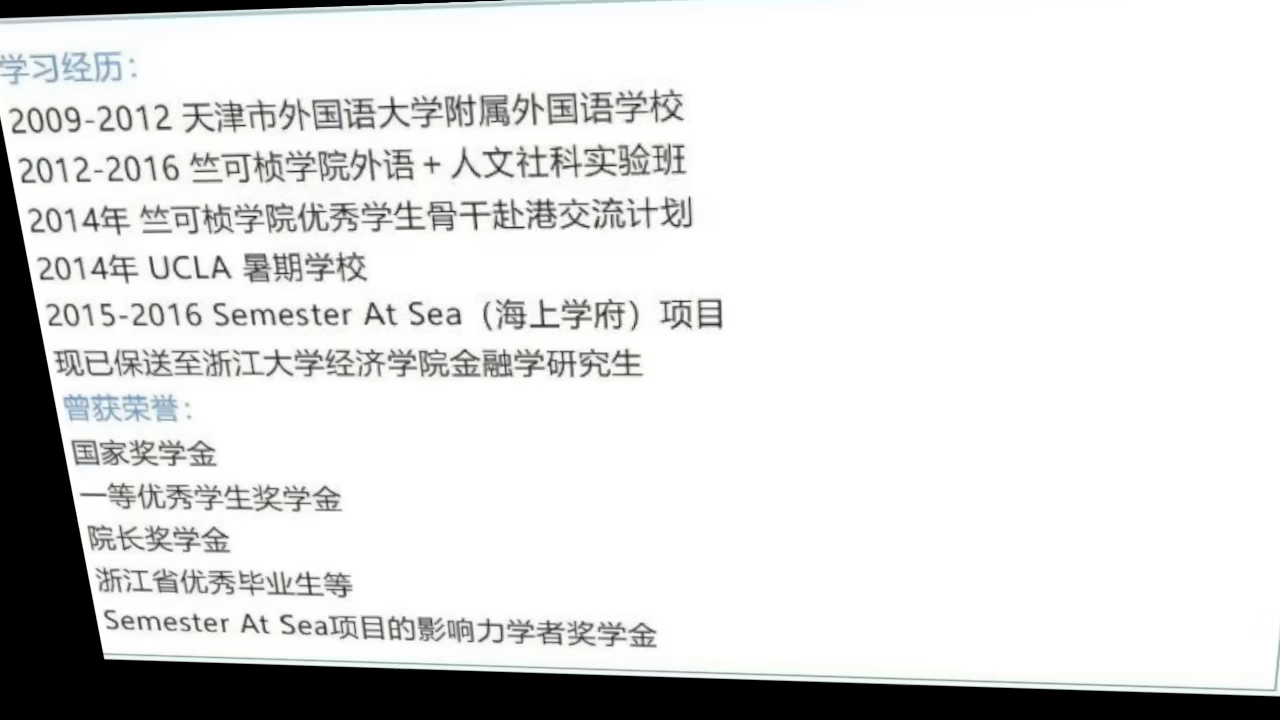 学习经历：
2009-2012 天津市外国语大学附属外国语学校
2012-2016 竺可桢学院外语+人文社科实验班
2014年 竺可桢学院优秀学生骨干赴港交流计划
2014年 UCLA 暑期学校
2015-2016 Semester At Sea（海上学府）项目
现已保送至浙江大学经济学院金融学研究生
曾获荣誉：
国家奖学金
一等优秀学生奖学金
院长奖学金
浙江省优秀毕业生等
Semester At Sea项目的影响力学者奖学金